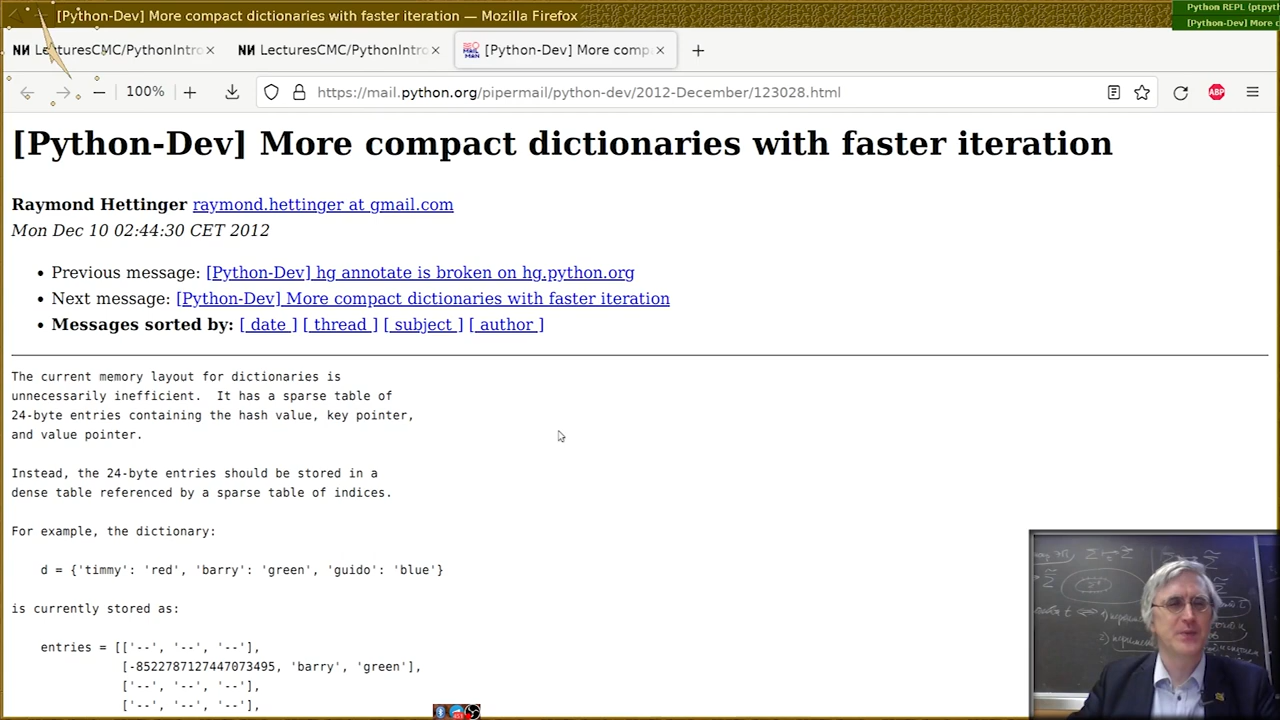 [Python-Dev] More compact dictionaries with faster iteration — Mozilla Firefox
Python REPL (ptpyth
[Python-Dev] More c
LecturesCMC/PythonIntro
LecturesCMC/PythonIntro
[Python-Dev] More comp
100%
https://mail.python.org/pipermail/python-dev/2012-December/123028.html
ABP
[Python-Dev] More compact dictionaries with faster iteration
Raymond Hettinger raymond.hettinger at gmail.com
Mon Dec 10 02:44:30 CET 2012
• Previous message: [Python-Dev] hg annotate is broken on hg.python.org
• Next message: [Python-Dev] More compact dictionaries with faster iteration
• Messages sorted by: [ date ] [ thread ] [ subject ] [ author ]
The current memory layout for dictionaries is
unnecessarily inefficient.  It has a sparse table of
24-byte entries containing the hash value, key pointer,
and value pointer.
Instead, the 24-byte entries should be stored in a
dense table referenced by a sparse table of indices.
For example, the dictionary:
d = {'timmy': 'red', 'barry': 'green', 'guido': 'blue'}
is currently stored as:
entries = [['--', '--', '--'],
[-8522787127447073495, 'barry', 'green'],
['--', '--', '--'],
['--', '--', '--'],